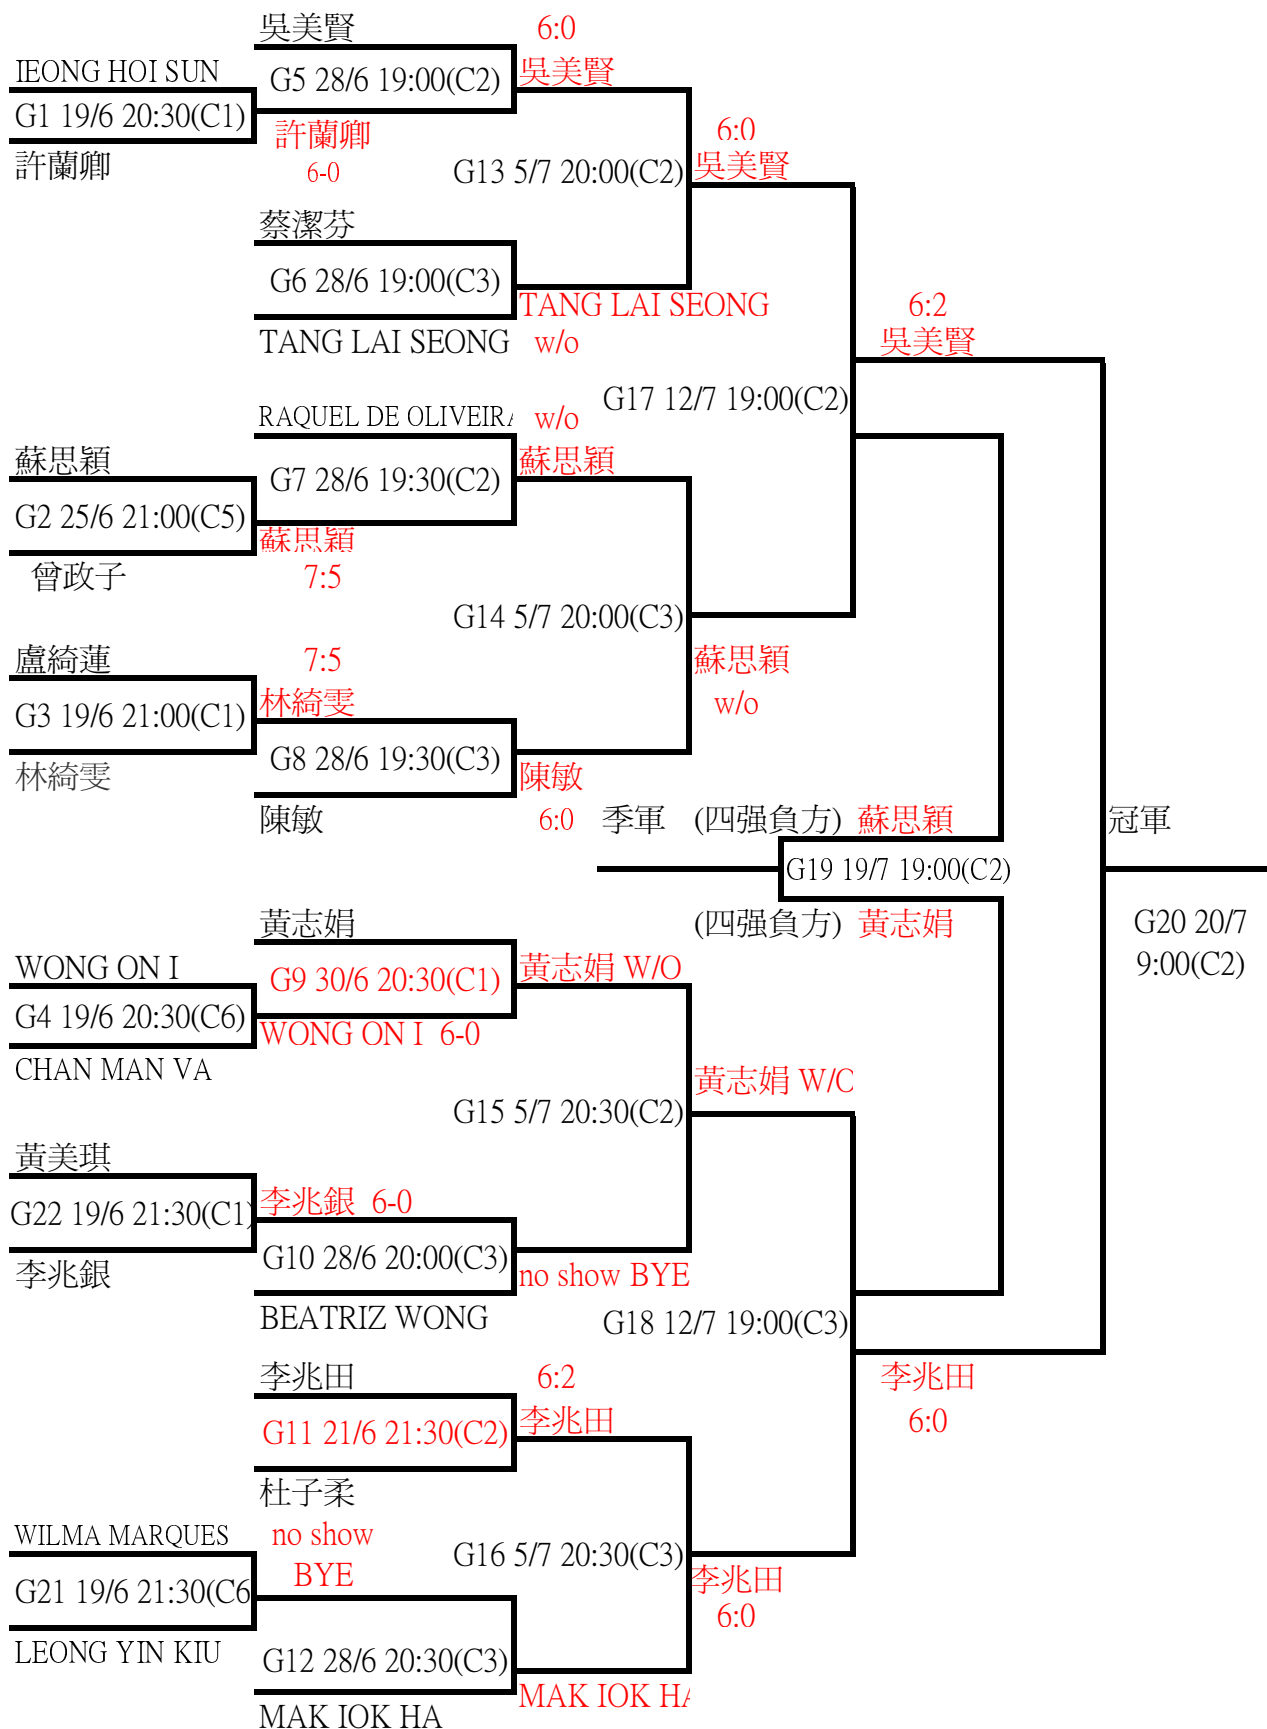 吳美賢 6:0
IEONG HOI SUN
G5 28/6 19:00(C2)
吳美賢
G1 19/6 20:30(C1)
許蘭卿
許蘭卿
6-0
6:0
吳美賢
G13 5/7 20:00(C2)
蔡潔芬
G6 28/6 19:00(C3)
TANG LAI SEONG
TANG LAI SEONG w/o
6:2
吳美賢
G17 12/7 19:00(C2)
RAQUEL DE OLIVEIRA w/o
蘇思穎
G7 28/6 19:30(C2)
蘇思穎
G2 25/6 21:00(C5)
蘇思穎
曾政子 7:5
G14 5/7 20:00(C3)
盧綺蓮 7:5
蘇思穎
w/o
林綺雯
G3 19/6 21:00(C1)
G8 28/6 19:30(C3)
林綺雯
陳敏
陳敏 6:0
季軍 (四强負方) 蘇思穎
冠軍
G19 19/7 19:00(C2)
(四强負方) 黃志娟
G20 20/7
9:00(C2)
黃志娟
WONG ON I
G9 30/6 20:30(C1)
黃志娟 W/O
G4 19/6 20:30(C6)
WONG ON I 6-0
CHAN MAN VA
黃志娟 W/O
G15 5/7 20:30(C2)
黃美琪
李兆銀 6-0
G22 19/6 21:30(C1)
G10 28/6 20:00(C3)
李兆銀
no show BYE
BEATRIZ WONG
G18 12/7 19:00(C3)
李兆田 6:2
李兆田
6:0
G11 21/6 21:30(C2)
李兆田
杜子柔
WILMA MARQUES
no show
BYE
G16 5/7 20:30(C3)
李兆田
6:0
G21 19/6 21:30(C6
LEONG YIN KIU
G12 28/6 20:30(C3)
MAK IOK HA
MAK IOK HA